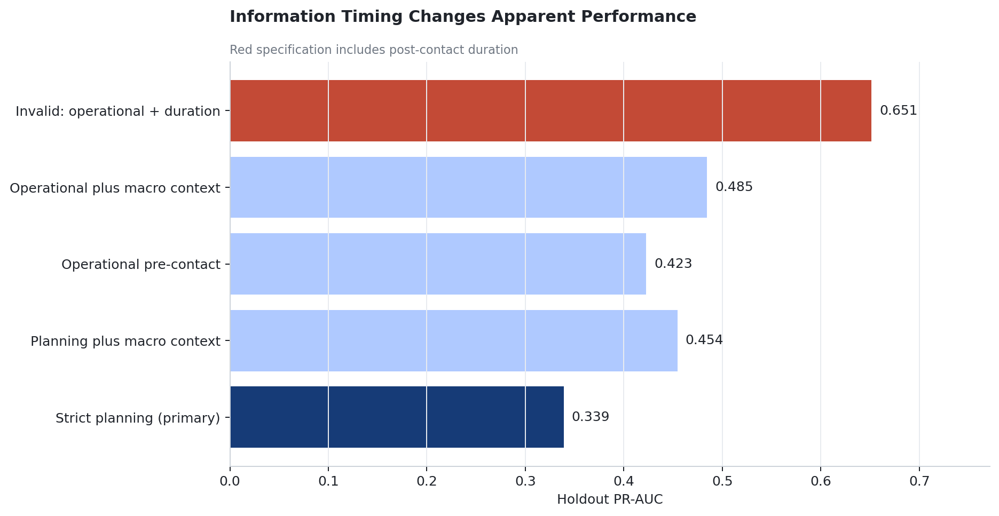 Information Timing Changes Apparent Performance
Red specification includes post-contact duration
Invalid: operational + duration
0.651
Operational plus macro context
0.485
Operational pre-contact
0.423
Planning plus macro context
0.454
Strict planning (primary)
0.339
0.0 0.1 0.2 0.3 0.4 0.5 0.6 0.7
Holdout PR-AUC